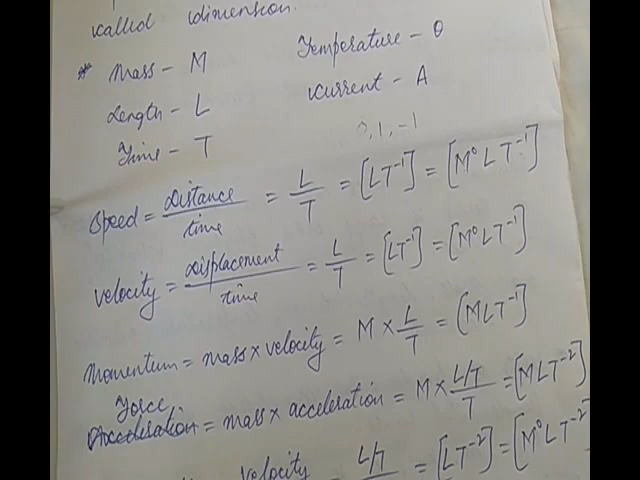 called dimension.
* Mass - M
Temperature - θ
Length - L
Current - A
Time - T
0, 1, -1
Speed = distance/time = L/T = [LT⁻¹] = [M⁰LT⁻¹]
Velocity = displacement/time = L/T = [LT⁻¹] = [M⁰LT⁻¹]
Momentum = mass × velocity = M × L/T = [MLT⁻¹]
Force
Acceleration = mass × acceleration = M × L/T/T = [MLT⁻²]
velocity L/T = [LT⁻²] = [M⁰LT⁻²